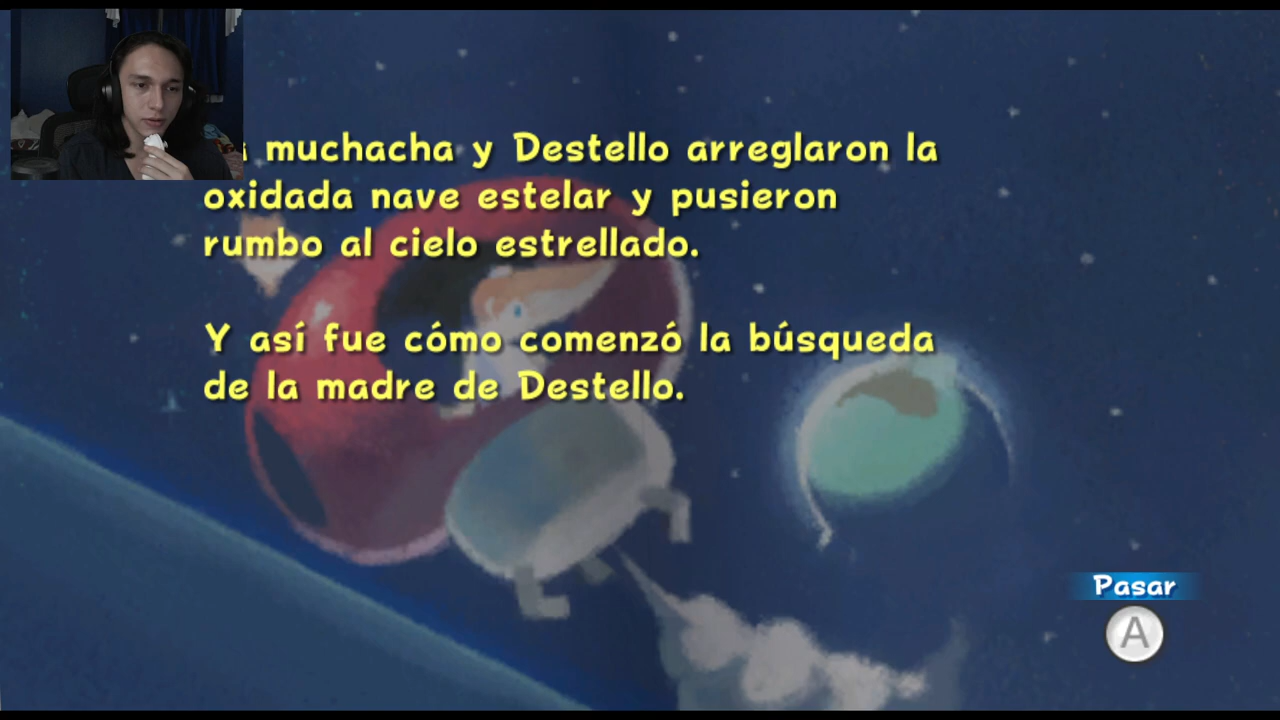 muchacha y Destello arreglaron la
oxidada nave estelar y pusieron
rumbo al cielo estrellado.
Y así fue cómo comenzó la búsqueda
de la madre de Destello.
Pasar
A